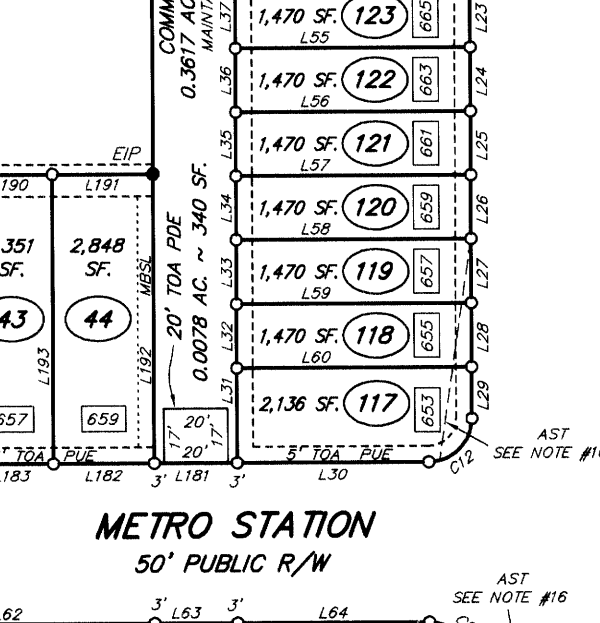 L37
COMM
0.3617 AC
MAINT
1,470 SF.
123
665
L23
L55
L36
1,470 SF.
122
663
L24
L56
L35
1,470 SF.
121
661
L25
L57
EIP
190
L191
L34
1,470 SF.
120
659
L26
L58
351
SF.
2,848
SF.
MBSL
20' TOA PDE
0.0078 AC. ~ 340 SF.
L33
1,470 SF.
119
657
L27
L59
43
44
L193
L192
L32
1,470 SF.
118
655
L28
L60
L31
2,136 SF.
117
653
L29
657
659
20'
17'
17'
20'
AST
SEE NOTE #16
TOA PUE
5' TOA PUE
L183
L182
3'
L181
3'
L30
C12
METRO STATION
50' PUBLIC R/W
AST
SEE NOTE #16
L62
3'
L63
3'
L64